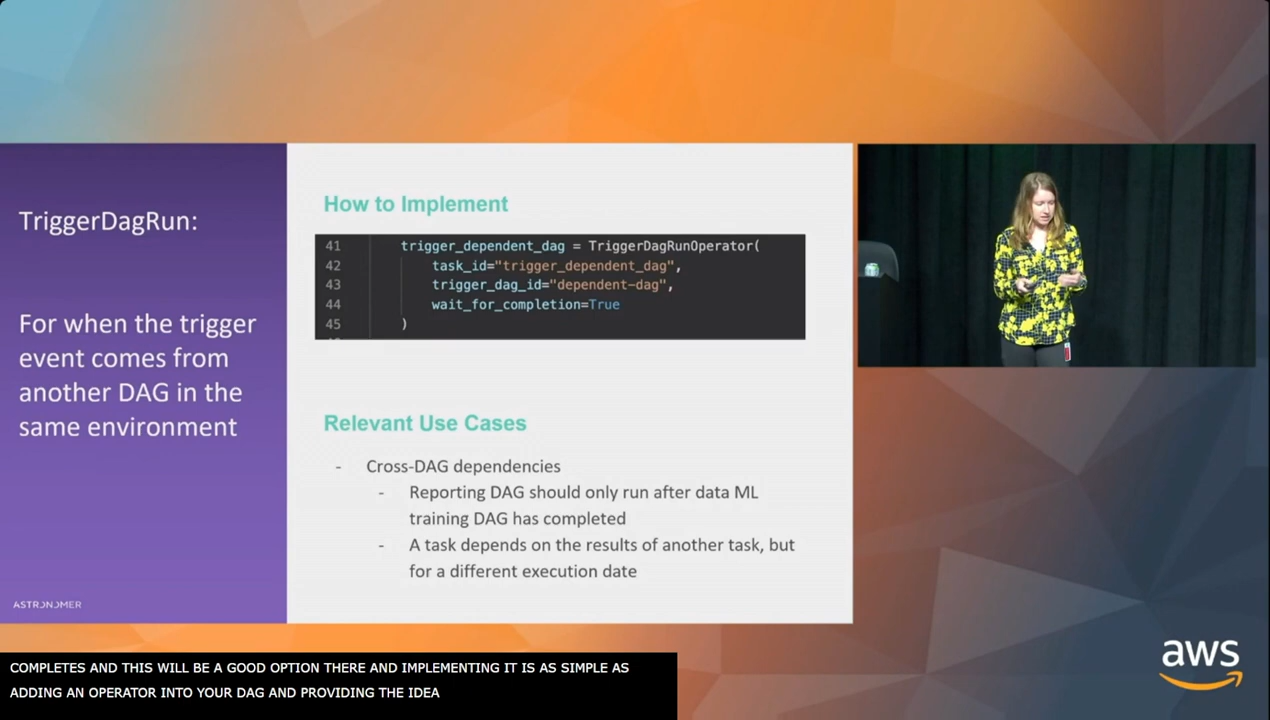 TriggerDagRun:
For when the trigger
event comes from
another DAG in the
same environment
ASTRONOMER
How to Implement
41 trigger_dependent_dag = TriggerDagRunOperator(
42 task_id="trigger_dependent_dag",
43 trigger_dag_id="dependent-dag",
44 wait_for_completion=True
45 )
Relevant Use Cases
- Cross-DAG dependencies
- Reporting DAG should only run after data ML
training DAG has completed
- A task depends on the results of another task, but
for a different execution date
aws
COMPLETES AND THIS WILL BE A GOOD OPTION THERE AND IMPLEMENTING IT IS AS SIMPLE AS
ADDING AN OPERATOR INTO YOUR DAG AND PROVIDING THE IDEA